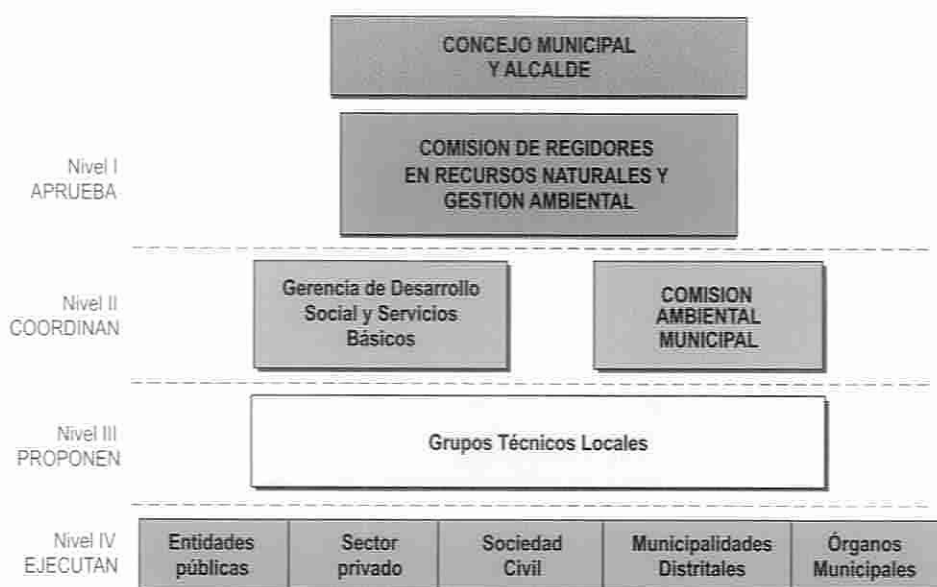 CONCEJO MUNICIPAL
Y ALCALDE
Nivel I
APRUEBA
COMISION DE REGIDORES
EN RECURSOS NATURALES Y
GESTION AMBIENTAL
Nivel II
COORDINAN
Gerencia de Desarrollo
Social y Servicios
Básicos
COMISION
AMBIENTAL
MUNICIPAL
Nivel III
PROPONEN
Grupos Técnicos Locales
Nivel IV
EJECUTAN
Entidades
públicas
Sector
privado
Sociedad
Civil
Municipalidades
Distritales
Órganos
Municipales